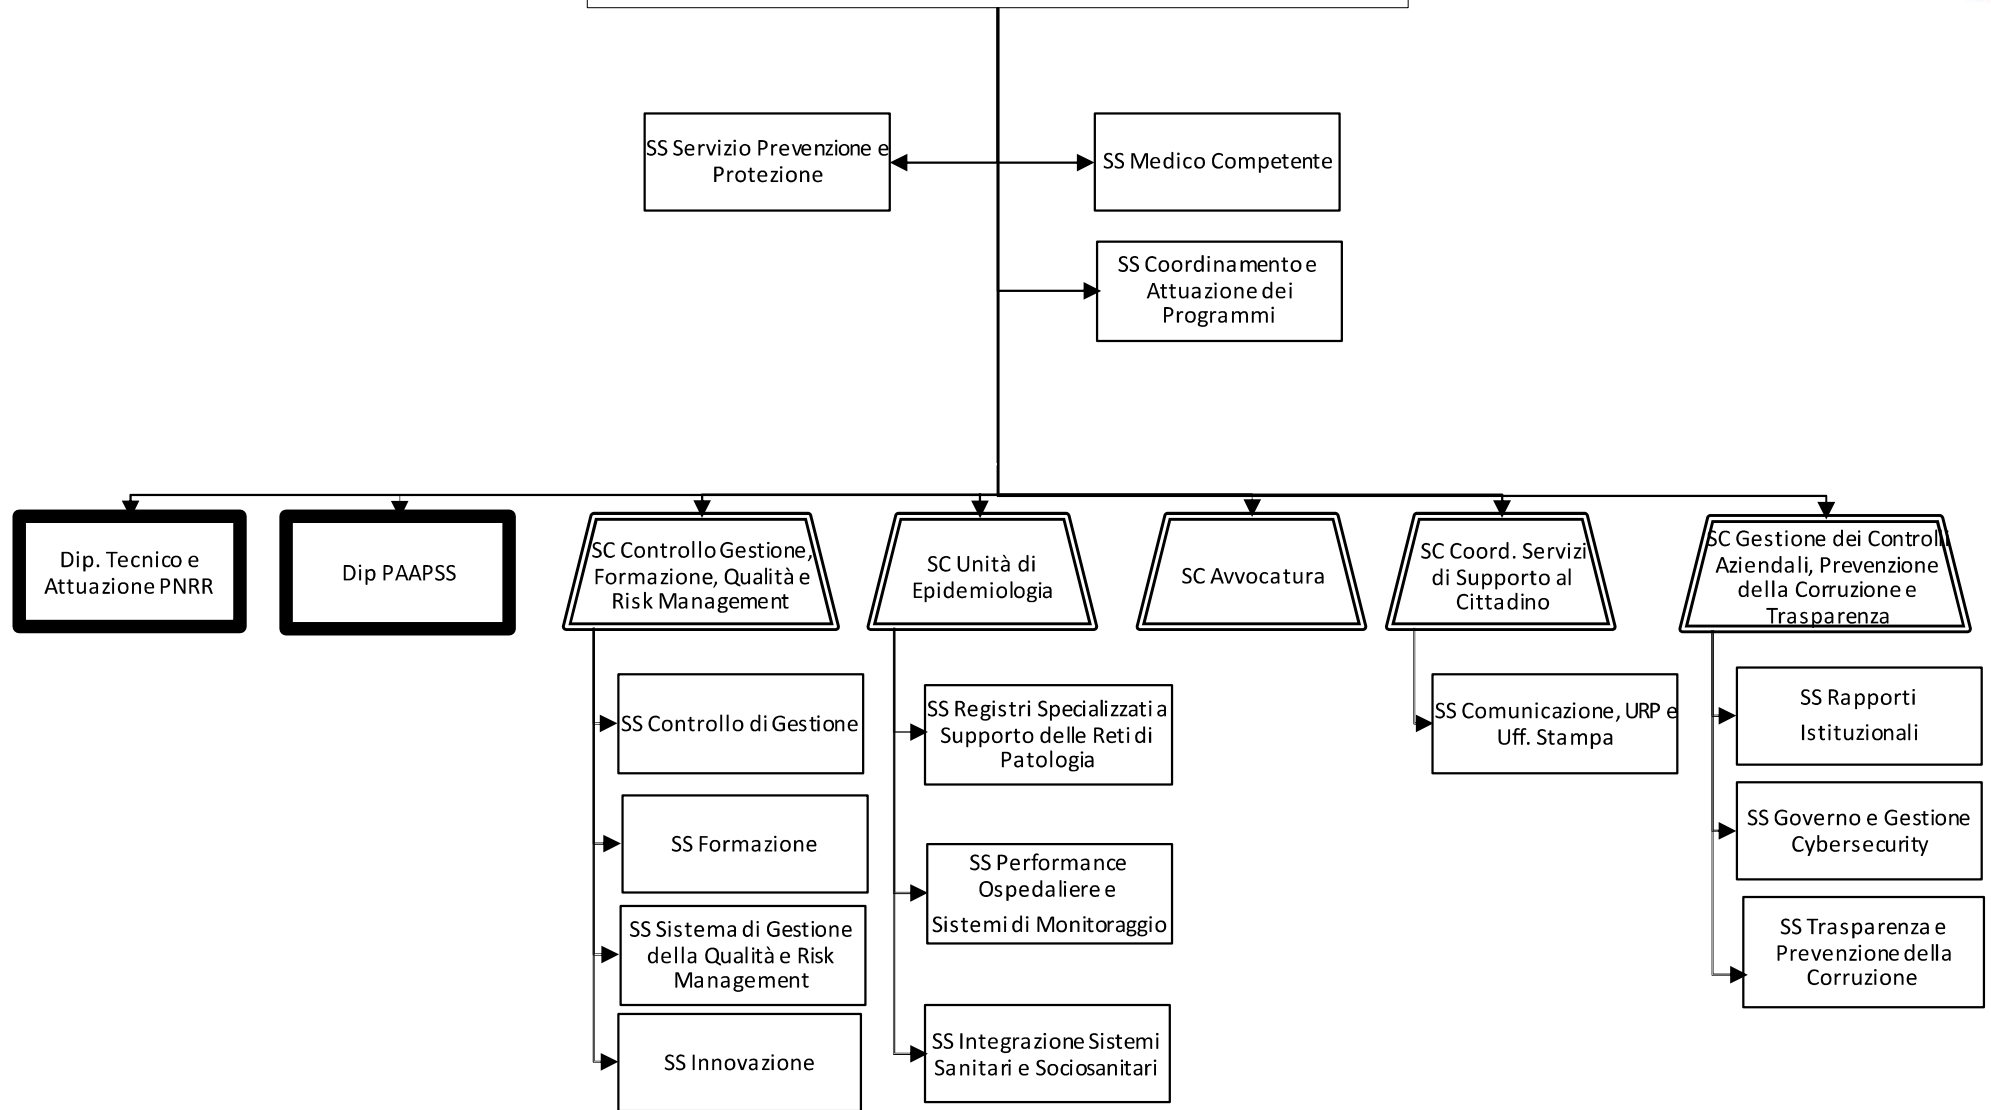 SS Servizio Prevenzione e
Protezione
SS Medico Competente
SS Coordinamento e
Attuazione dei
Programmi
Dip. Tecnico e
Attuazione PNRR
Dip PAAPSS
SC Controllo Gestione,
Formazione, Qualità e
Risk Management
SC Unità di
Epidemiologia
SC Avvocatura
SC Coord. Servizi
di Supporto al
Cittadino
SC Gestione dei Controlli
Aziendali, Prevenzione
della Corruzione e
Trasparenza
SS Controllo di Gestione
SS Formazione
SS Sistema di Gestione
della Qualità e Risk
Management
SS Innovazione
SS Registri Specializzati a
Supporto delle Reti di
Patologia
SS Performance
Ospedaliere e
Sistemi di Monitoraggio
SS Integrazione Sistemi
Sanitari e Sociosanitari
SS Comunicazione, URP e
Uff. Stampa
SS Rapporti
Istituzionali
SS Governo e Gestione
Cybersecurity
SS Trasparenza e
Prevenzione della
Corruzione